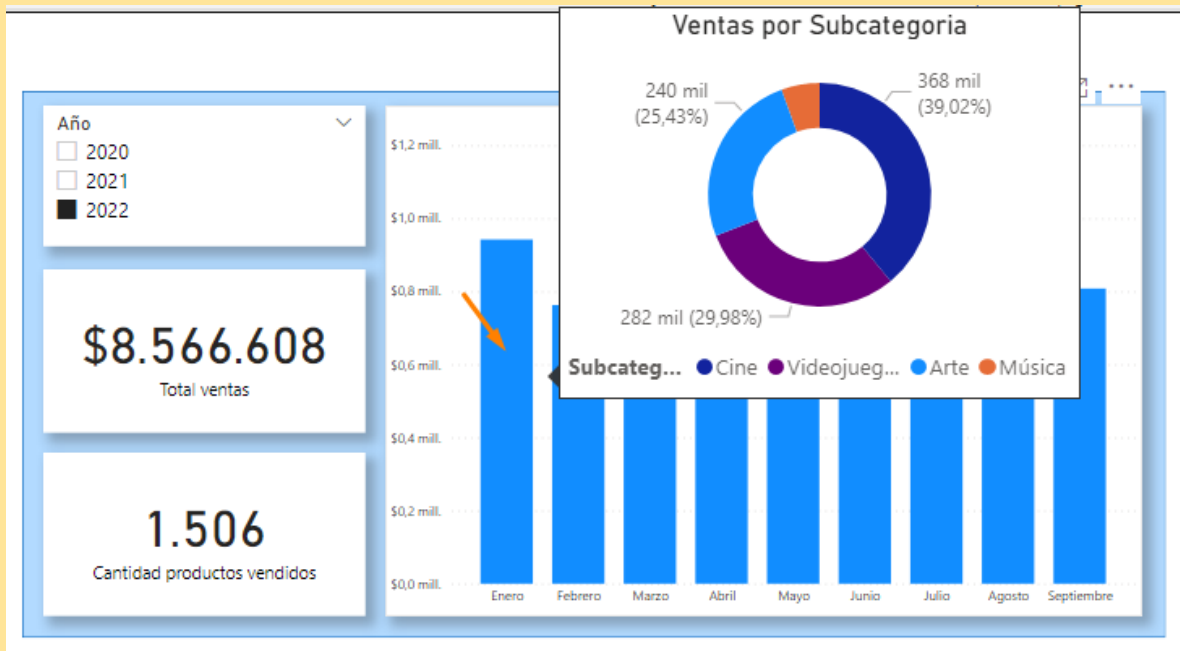 Ventas por Subcategoria
240 mil
(25,43%)
368 mil
(39,02%)
282 mil (29,98%)
Subcateg... Cine Videojueg... Arte Música
Año
2020
2021
2022
$8.566.608
Total ventas
1.506
Cantidad productos vendidos
$1,2 mill.
$1,0 mill.
$0,8 mill.
$0,6 mill.
$0,4 mill.
$0,2 mill.
$0,0 mill.
Enero Febrero Marzo Abril Mayo Junio Julio Agosto Septiembre